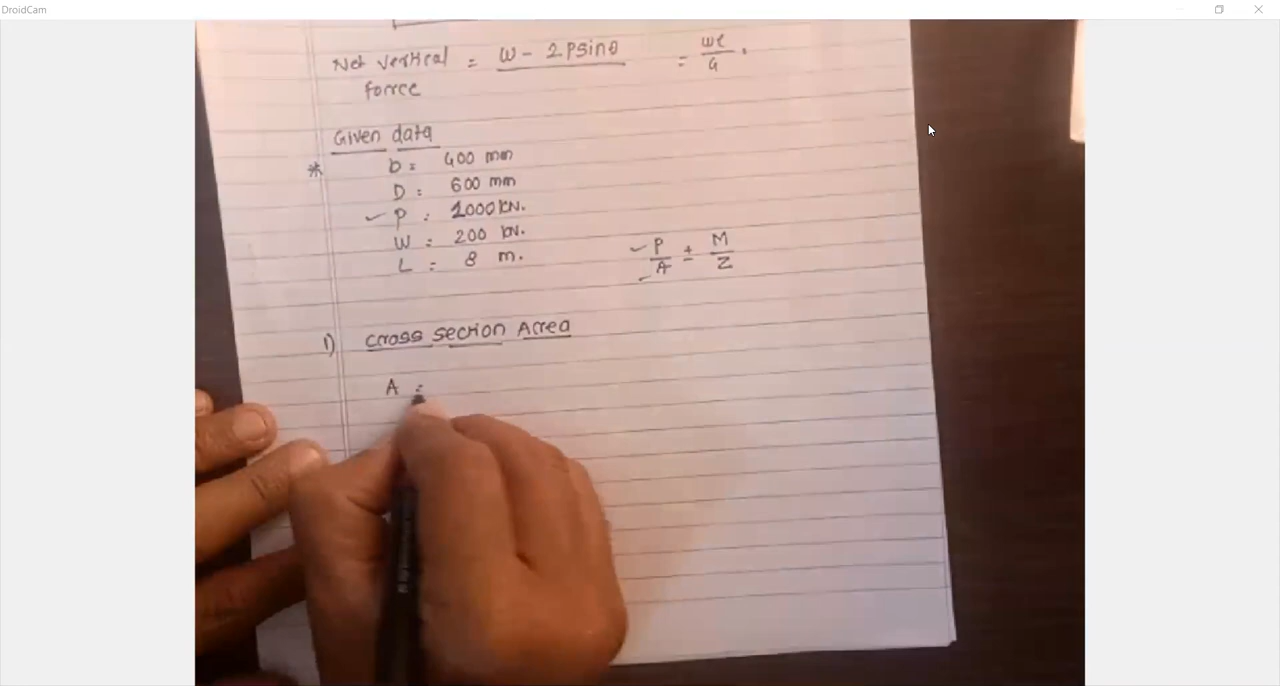 DroidCam
Net vertical force = W - 2Psinθ = Wl/4.
Given data
* b = 400 mm
D = 600 mm
✓ P = 1000 KN.
W = 200 kN.
L = 8 m.
✓ P/A ± M/Z
1) Cross section Area
A =